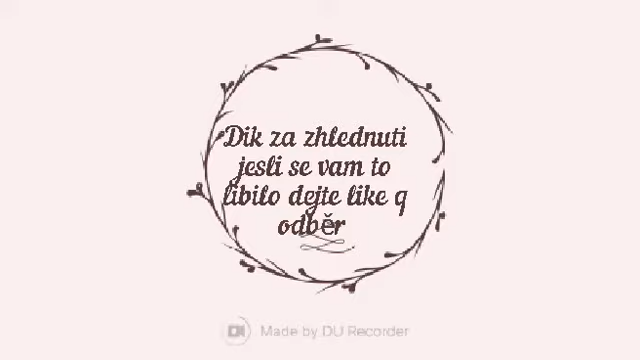 Dik za zhlednuti
jesli se vam to
libilo dejte like q
odběr
Made by DU Recorder